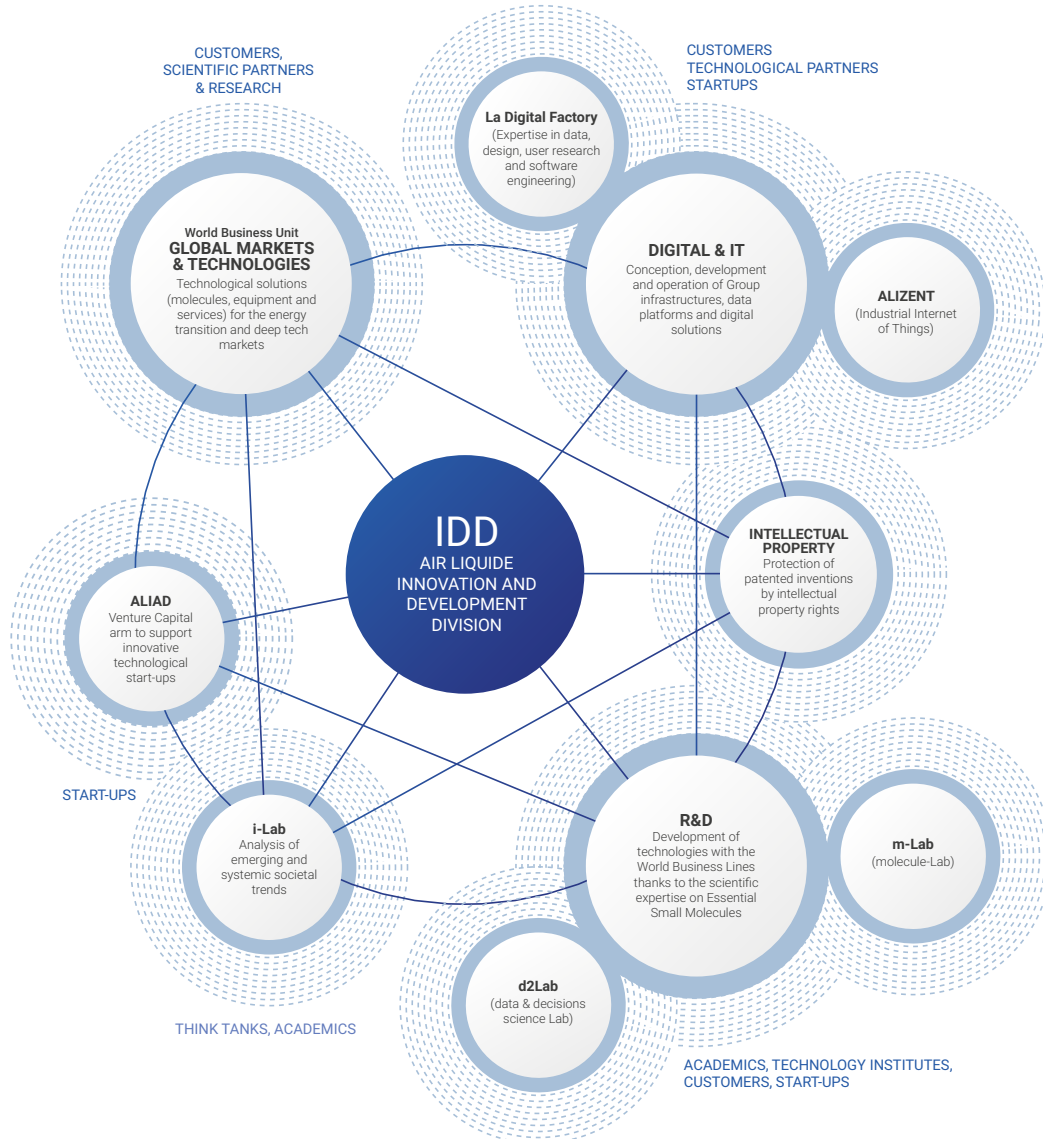 CUSTOMERS,
SCIENTIFIC PARTNERS
& RESEARCH
CUSTOMERS
TECHNOLOGICAL PARTNERS
STARTUPS
La Digital Factory
(Expertise in data,
design, user research
and software
engineering)
World Business Unit
GLOBAL MARKETS
& TECHNOLOGIES
Technological solutions
(molecules, equipment and
services) for the energy
transition and deep tech
markets
DIGITAL & IT
Conception, development
and operation of Group
infrastructures, data
platforms and digital
solutions
ALIZENT
(Industrial Internet
of Things)
IDD
AIR LIQUIDE
INNOVATION AND
DEVELOPMENT
DIVISION
INTELLECTUAL
PROPERTY
Protection of
patented inventions
by intellectual
property rights
ALIAD
Venture Capital
arm to support
innovative
technological
start-ups
START-UPS
i-Lab
Analysis of
emerging and
systemic societal
trends
R&D
Development of
technologies with the
World Business Lines
thanks to the scientific
expertise on Essential
Small Molecules
m-Lab
(molecule-Lab)
d2Lab
(data & decisions
science Lab)
THINK TANKS, ACADEMICS
ACADEMICS, TECHNOLOGY INSTITUTES,
CUSTOMERS, START-UPS